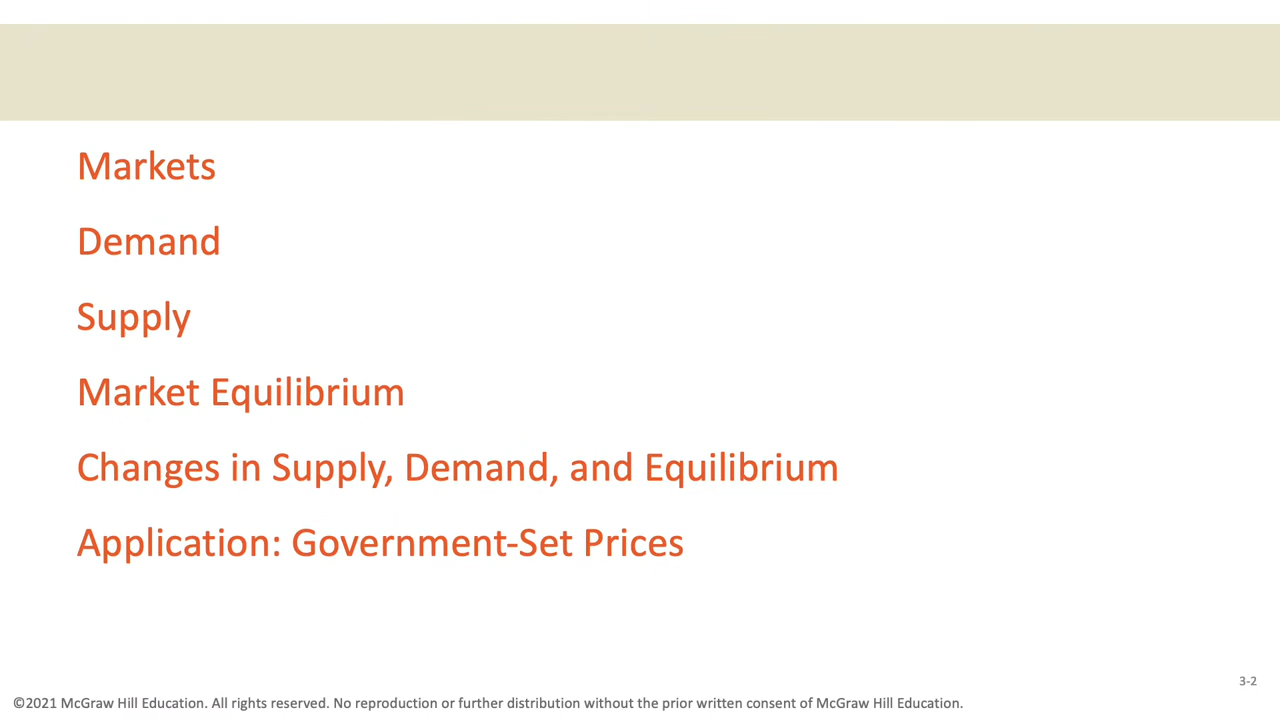 Markets
Demand
Supply
Market Equilibrium
Changes in Supply, Demand, and Equilibrium
Application: Government-Set Prices
3-2
©2021 McGraw Hill Education. All rights reserved. No reproduction or further distribution without the prior written consent of McGraw Hill Education.